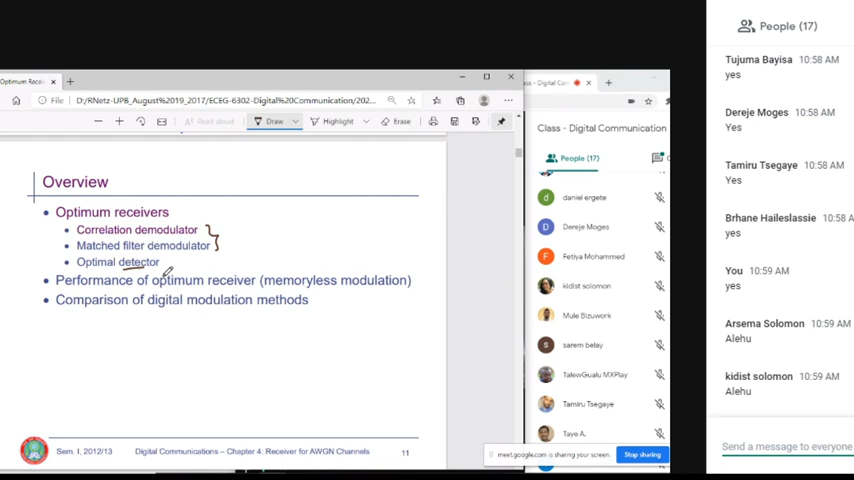 People (17)
Tujuma Bayisa 10:58 AM
yes
Dereje Moges 10:58 AM
Yes
Tamiru Tsegaye 10:58 AM
Yes
Brhane Haileslassie 10:58 A
yes
You 10:59 AM
yes
Arsema Solomon 10:59 AM
Alehu
kidist solomon 10:59 AM
Alehu
Send a message to everyone
Optimum Recei
File D:/RNetz-UPB_August%2019_2017/ECEG-6302-Digital%20Communication/202...
Read aloud Draw Highlight Erase
Overview
• Optimum receivers
• Correlation demodulator
• Matched filter demodulator
• Optimal detector
• Performance of optimum receiver (memoryless modulation)
• Comparison of digital modulation methods
Sem. I, 2012/13 Digital Communications – Chapter 4: Receiver for AWGN Channels 11
ss - Digital Com
Class - Digital Communication
People (17)
daniel ergete
Dereje Moges
Fetiya Mohammed
kidist solomon
Mule Bizuwork
sarem belay
TalewGualu MXPlay
Tamiru Tsegaye
Taye A.
meet.google.com is sharing your screen. Stop sharing